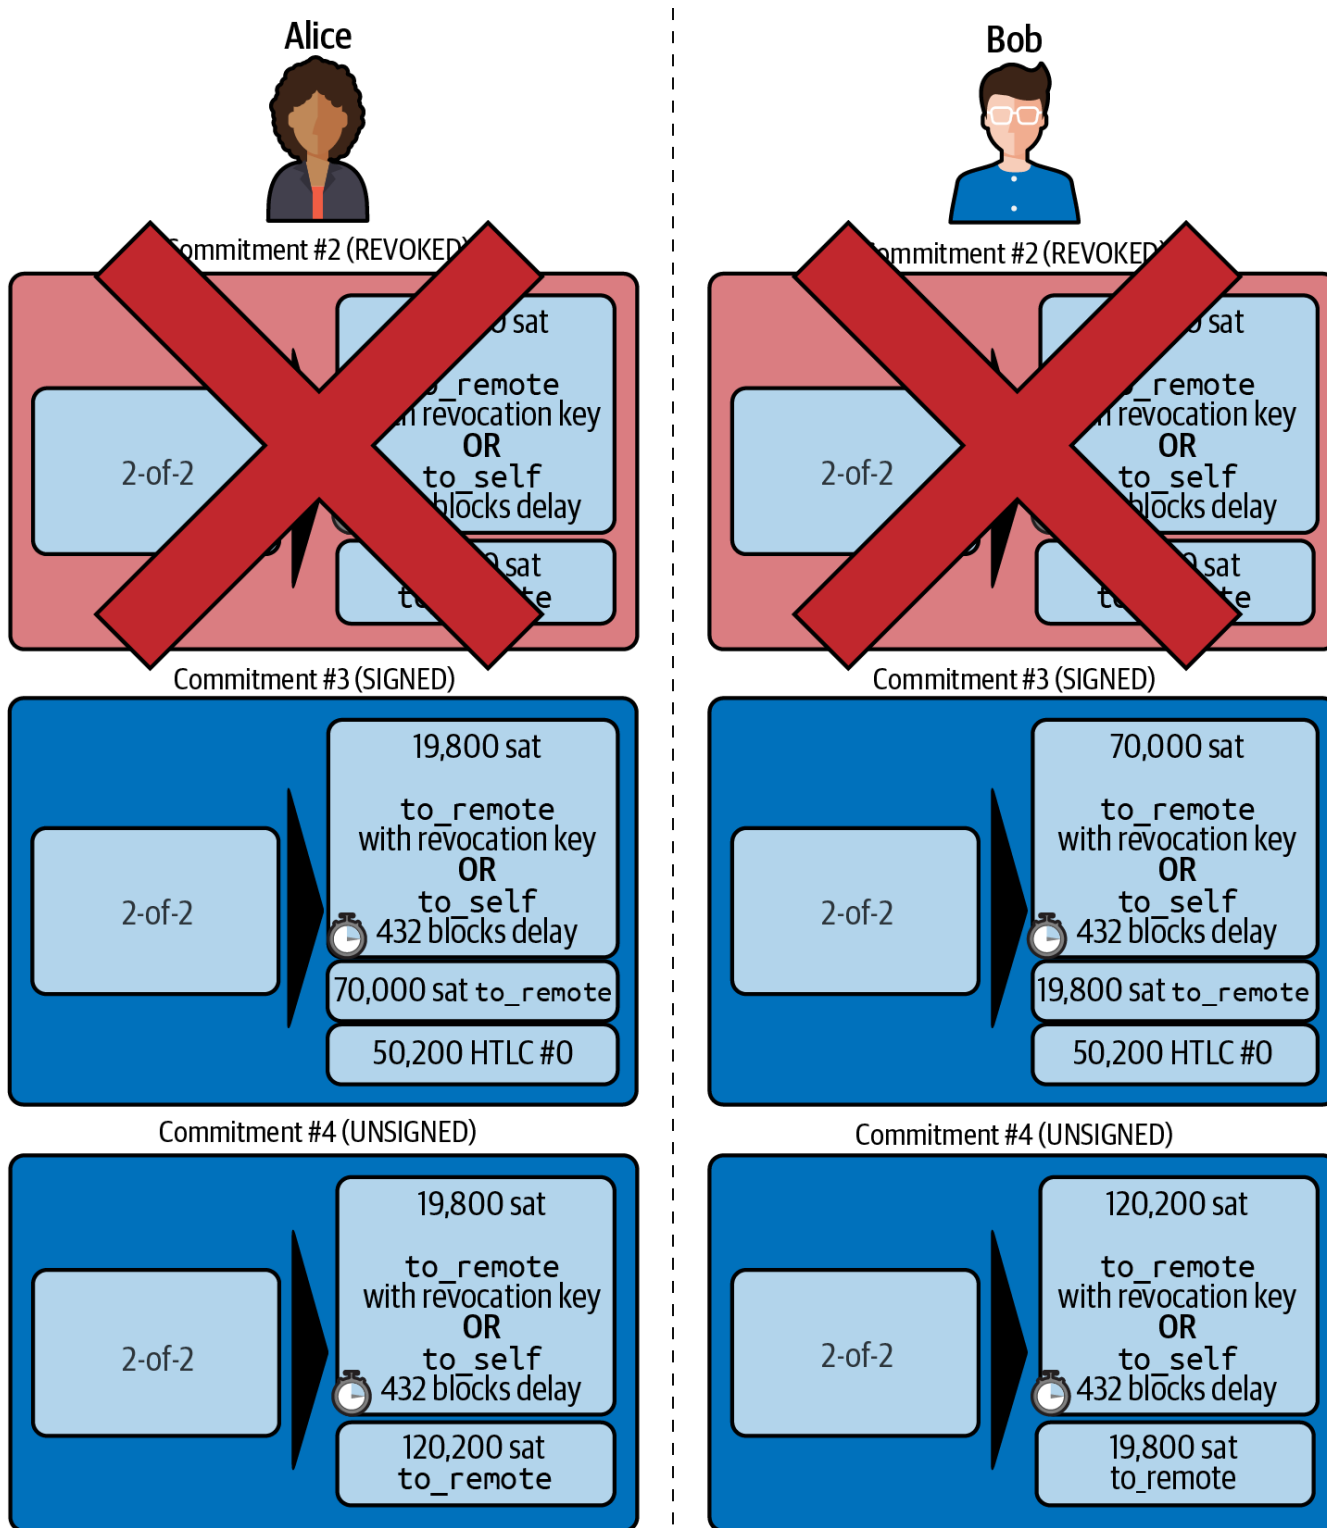 Alice
Commitment #2 (REVOKED)
sat
to_remote
revocation key
OR
to_self
blocks delay
2-of-2
sat
Commitment #3 (SIGNED)
19,800 sat
to_remote
with revocation key
OR
to_self
432 blocks delay
2-of-2
70,000 sat to_remote
50,200 HTLC #0
Commitment #4 (UNSIGNED)
19,800 sat
to_remote
with revocation key
OR
to_self
432 blocks delay
2-of-2
120,200 sat
to_remote
Bob
Commitment #2 (REVOKED)
sat
to_remote
revocation key
OR
to_self
blocks delay
2-of-2
sat
Commitment #3 (SIGNED)
70,000 sat
to_remote
with revocation key
OR
to_self
432 blocks delay
2-of-2
19,800 sat to_remote
50,200 HTLC #0
Commitment #4 (UNSIGNED)
120,200 sat
to_remote
with revocation key
OR
to_self
432 blocks delay
2-of-2
19,800 sat
to_remote